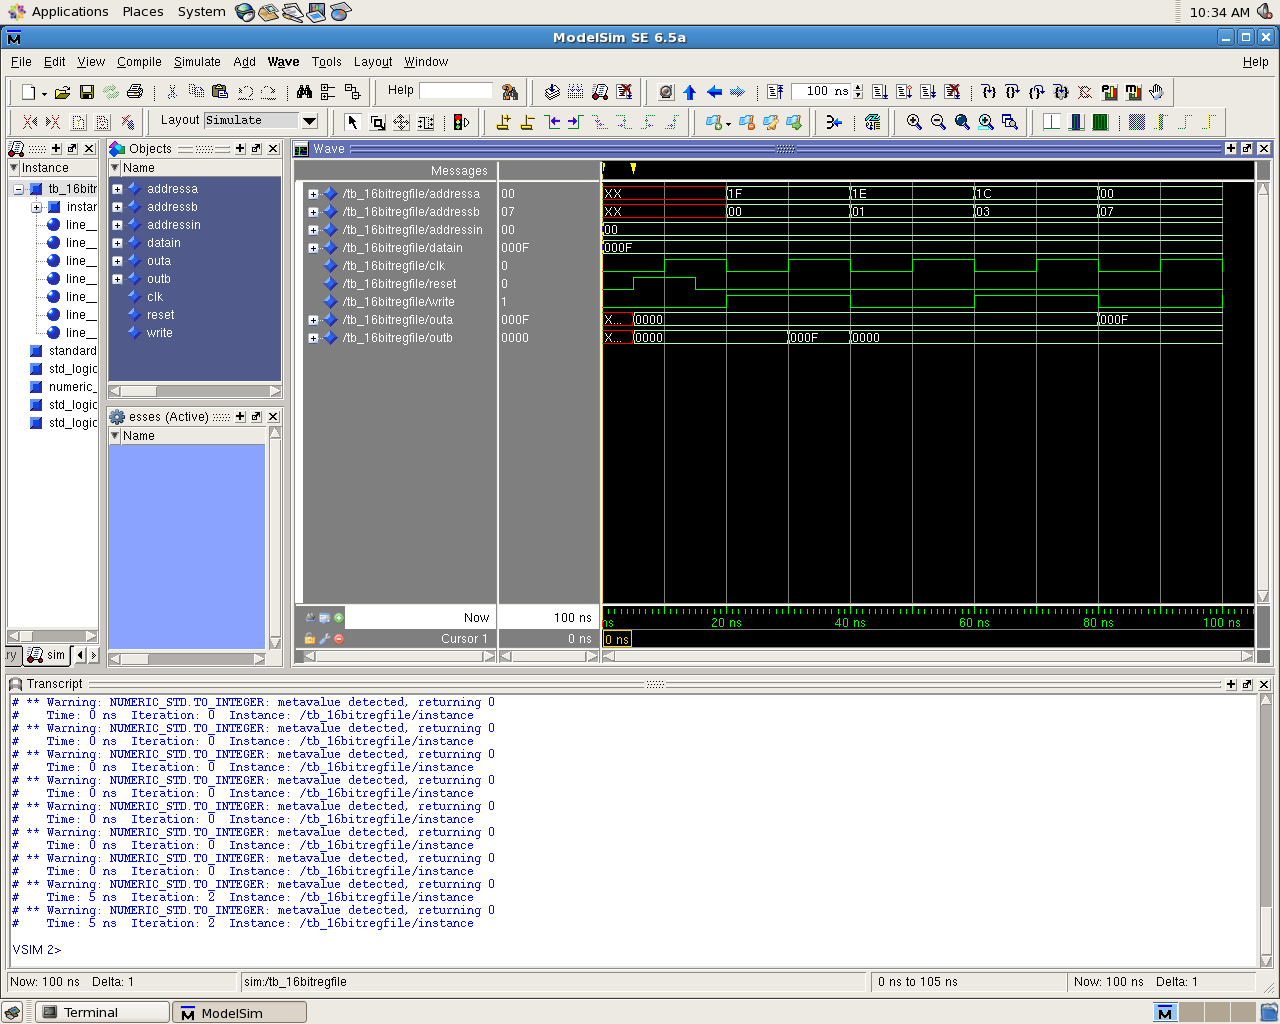 Applications Places System 10:34 AM
ModelSim SE 6.5a
File Edit View Compile Simulate Add Wave Tools Layout Window Help
Help 100 ns
Layout Simulate
Instance
tb_16bitr
instar
line__
line__
line__
line__
line__
line__
line__
standard
std_logic
numeric_
std_logic
std_logic
ry sim
Objects
Name
addressa
addressb
addressin
datain
outa
outb
clk
reset
write
esses (Active)
Name
Wave
Messages
/tb_16bitregfile/addressa 00 XX 1F 1E 1C 00
/tb_16bitregfile/addressb 07 XX 00 01 03 07
/tb_16bitregfile/addressin 00 00
/tb_16bitregfile/datain 000F 000F
/tb_16bitregfile/clk 0
/tb_16bitregfile/reset 0
/tb_16bitregfile/write 1
/tb_16bitregfile/outa 000F X... 0000 000F
/tb_16bitregfile/outb 0000 X... 0000 000F 0000
Now 100 ns ns 20 ns 40 ns 60 ns 80 ns 100 ns
Cursor 1 0 ns 0 ns
Transcript
# ** Warning: NUMERIC_STD.TO_INTEGER: metavalue detected, returning 0
# Time: 0 ns Iteration: 0 Instance: /tb_16bitregfile/instance
# ** Warning: NUMERIC_STD.TO_INTEGER: metavalue detected, returning 0
# Time: 0 ns Iteration: 0 Instance: /tb_16bitregfile/instance
# ** Warning: NUMERIC_STD.TO_INTEGER: metavalue detected, returning 0
# Time: 0 ns Iteration: 0 Instance: /tb_16bitregfile/instance
# ** Warning: NUMERIC_STD.TO_INTEGER: metavalue detected, returning 0
# Time: 0 ns Iteration: 0 Instance: /tb_16bitregfile/instance
# ** Warning: NUMERIC_STD.TO_INTEGER: metavalue detected, returning 0
# Time: 0 ns Iteration: 0 Instance: /tb_16bitregfile/instance
# ** Warning: NUMERIC_STD.TO_INTEGER: metavalue detected, returning 0
# Time: 0 ns Iteration: 0 Instance: /tb_16bitregfile/instance
# ** Warning: NUMERIC_STD.TO_INTEGER: metavalue detected, returning 0
# Time: 0 ns Iteration: 0 Instance: /tb_16bitregfile/instance
# ** Warning: NUMERIC_STD.TO_INTEGER: metavalue detected, returning 0
# Time: 5 ns Iteration: 2 Instance: /tb_16bitregfile/instance
# ** Warning: NUMERIC_STD.TO_INTEGER: metavalue detected, returning 0
# Time: 5 ns Iteration: 2 Instance: /tb_16bitregfile/instance
VSIM 2>
Now: 100 ns Delta: 1 sim:/tb_16bitregfile 0 ns to 105 ns Now: 100 ns Delta: 1
Terminal ModelSim